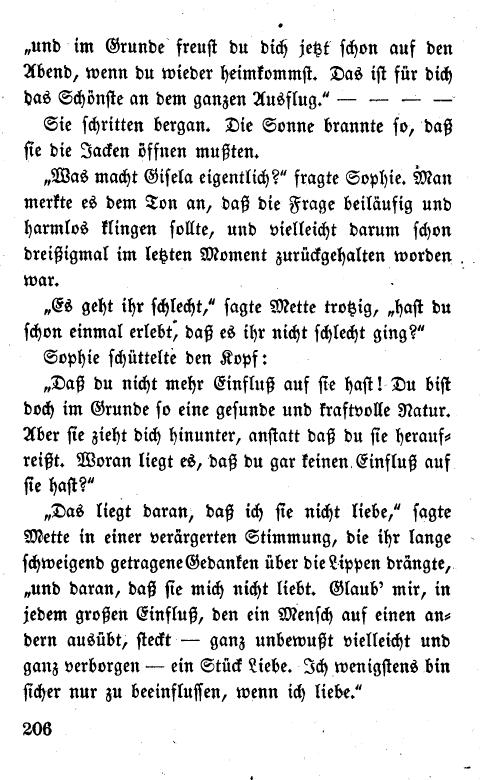 „und im Grunde freust du dich jetzt schon auf den
Abend, wenn du wieder heimkommst. Das ist für dich
das Schönste an dem ganzen Ausflug.“ — — — —
Sie schritten bergan. Die Sonne brannte so, daß
sie die Jacken öffnen mußten.
„Was macht Gisela eigentlich?“ fragte Sophie. Man
merkte es dem Ton an, daß die Frage beiläufig und
harmlos klingen sollte, und vielleicht darum schon
dreißigmal im letzten Moment zurückgehalten worden
war.
„Es geht ihr schlecht,“ sagte Mette trotzig, „hast du
schon einmal erlebt, daß es ihr nicht schlecht ging?“
Sophie schüttelte den Kopf:
„Daß du nicht mehr Einfluß auf sie hast! Du bist
doch im Grunde so eine gesunde und kraftvolle Natur.
Aber sie zieht dich hinunter, anstatt daß du sie herauf-
reißt. Woran liegt es, daß du gar keinen Einfluß auf
sie hast?“
„Das liegt daran, daß ich sie nicht liebe,“ sagte
Mette in einer verärgerten Stimmung, die ihr lange
schweigend getragene Gedanken über die Lippen drängte,
„und daran, daß sie mich nicht liebt. Glaub’ mir, in
jedem großen Einfluß, den ein Mensch auf einen an-
dern ausübt, steckt — ganz unbewußt vielleicht und
ganz verborgen — ein Stück Liebe. Ich wenigstens bin
sicher nur zu beeinflussen, wenn ich liebe.“
206